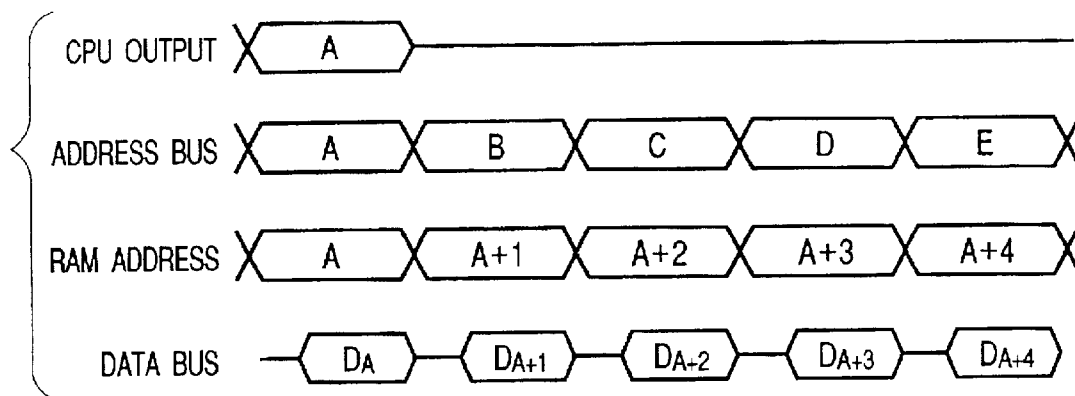 CPU OUTPUT A
ADDRESS BUS A B C D E
RAM ADDRESS A A+1 A+2 A+3 A+4
DATA BUS DA DA+1 DA+2 DA+3 DA+4